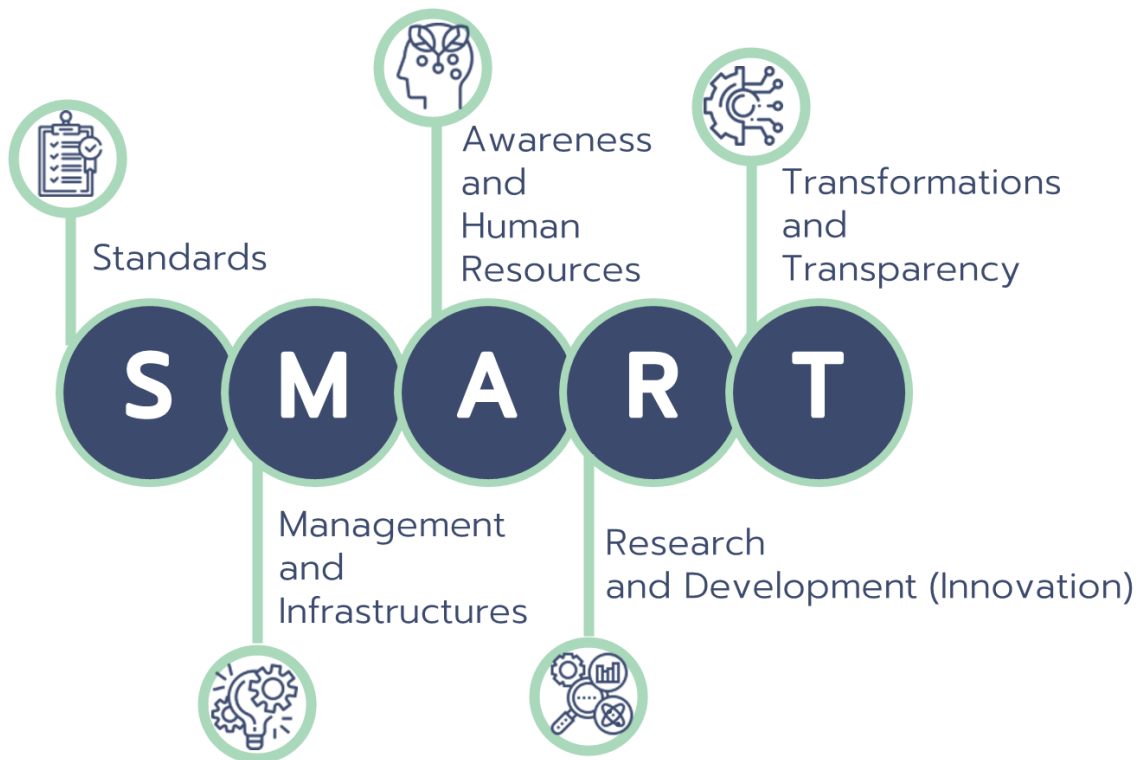 Awareness
and
Human
Resources
Transformations
and
Transparency
Standards
S M A R T
Management
and
Infrastructures
Research
and Development (Innovation)